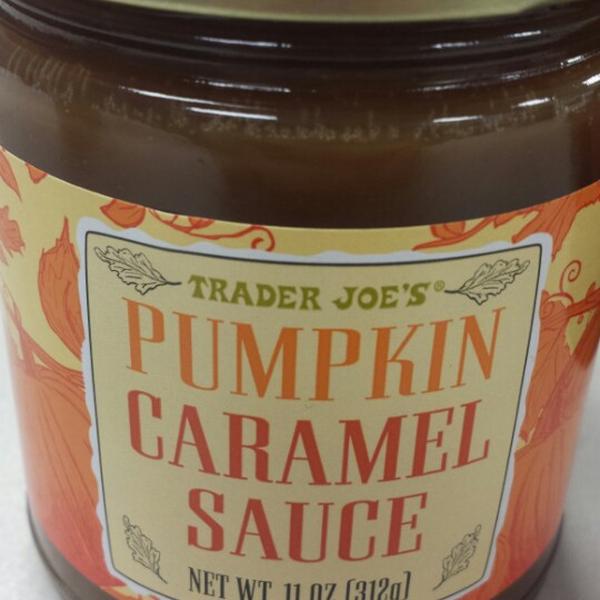 TRADER JOE'S®
PUMPKIN
CARAMEL
SAUCE
NET WT. 11 OZ (312g)